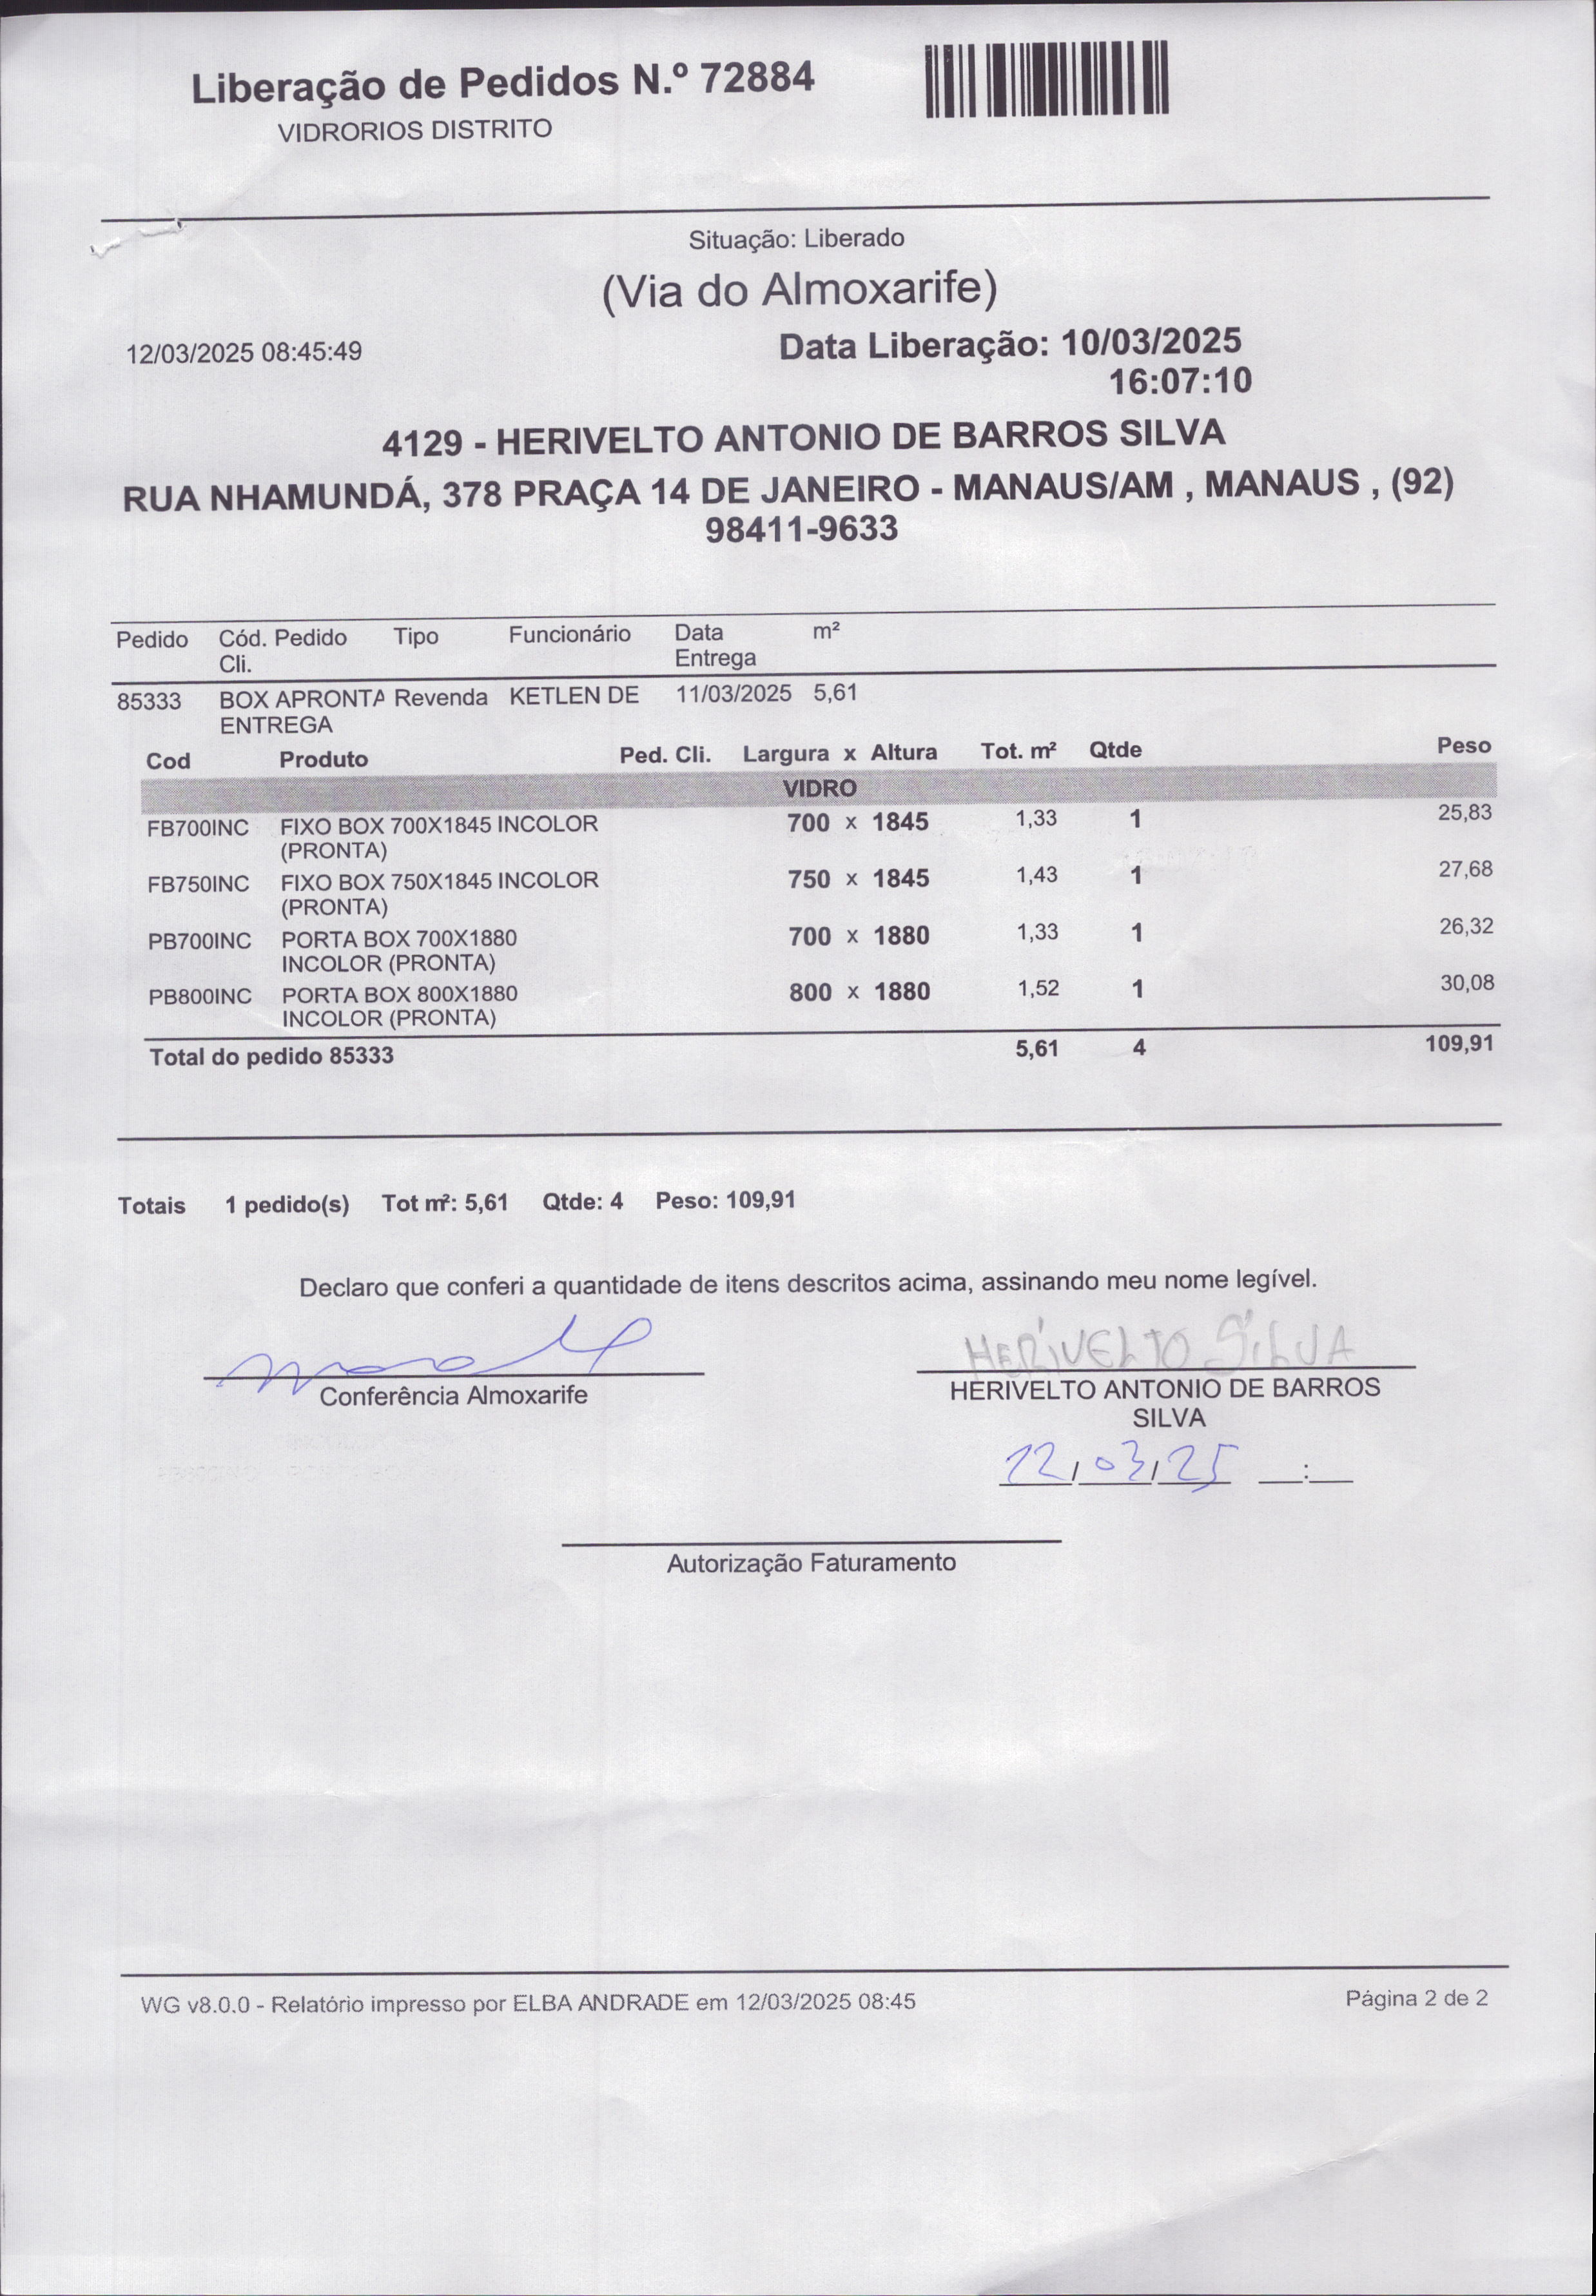 Liberação de Pedidos N.º 72884
VIDRORIOS DISTRITO
Situação: Liberado
(Via do Almoxarife)
12/03/2025 08:45:49 Data Liberação: 10/03/2025
16:07:10
4129 - HERIVELTO ANTONIO DE BARROS SILVA
RUA NHAMUNDÁ, 378 PRAÇA 14 DE JANEIRO - MANAUS/AM , MANAUS , (92)
98411-9633
Pedido Cód. Pedido Tipo Funcionário Data m²
Cli. Entrega
85333 BOX APRONTA Revenda KETLEN DE 11/03/2025 5,61
ENTREGA
Cod Produto Ped. Cli. Largura x Altura Tot. m² Qtde Peso
VIDRO
FB700INC FIXO BOX 700X1845 INCOLOR 700 x 1845 1,33 1 25,83
(PRONTA)
FB750INC FIXO BOX 750X1845 INCOLOR 750 x 1845 1,43 1 27,68
(PRONTA)
PB700INC PORTA BOX 700X1880 700 x 1880 1,33 1 26,32
INCOLOR (PRONTA)
PB800INC PORTA BOX 800X1880 800 x 1880 1,52 1 30,08
INCOLOR (PRONTA)
Total do pedido 85333 5,61 4 109,91
Totais 1 pedido(s) Tot m²: 5,61 Qtde: 4 Peso: 109,91
Declaro que conferi a quantidade de itens descritos acima, assinando meu nome legível.
HERIVELTO SILVA
Conferência Almoxarife HERIVELTO ANTONIO DE BARROS
SILVA
12/03/25 __:__
Autorização Faturamento
WG v8.0.0 - Relatório impresso por ELBA ANDRADE em 12/03/2025 08:45 Página 2 de 2